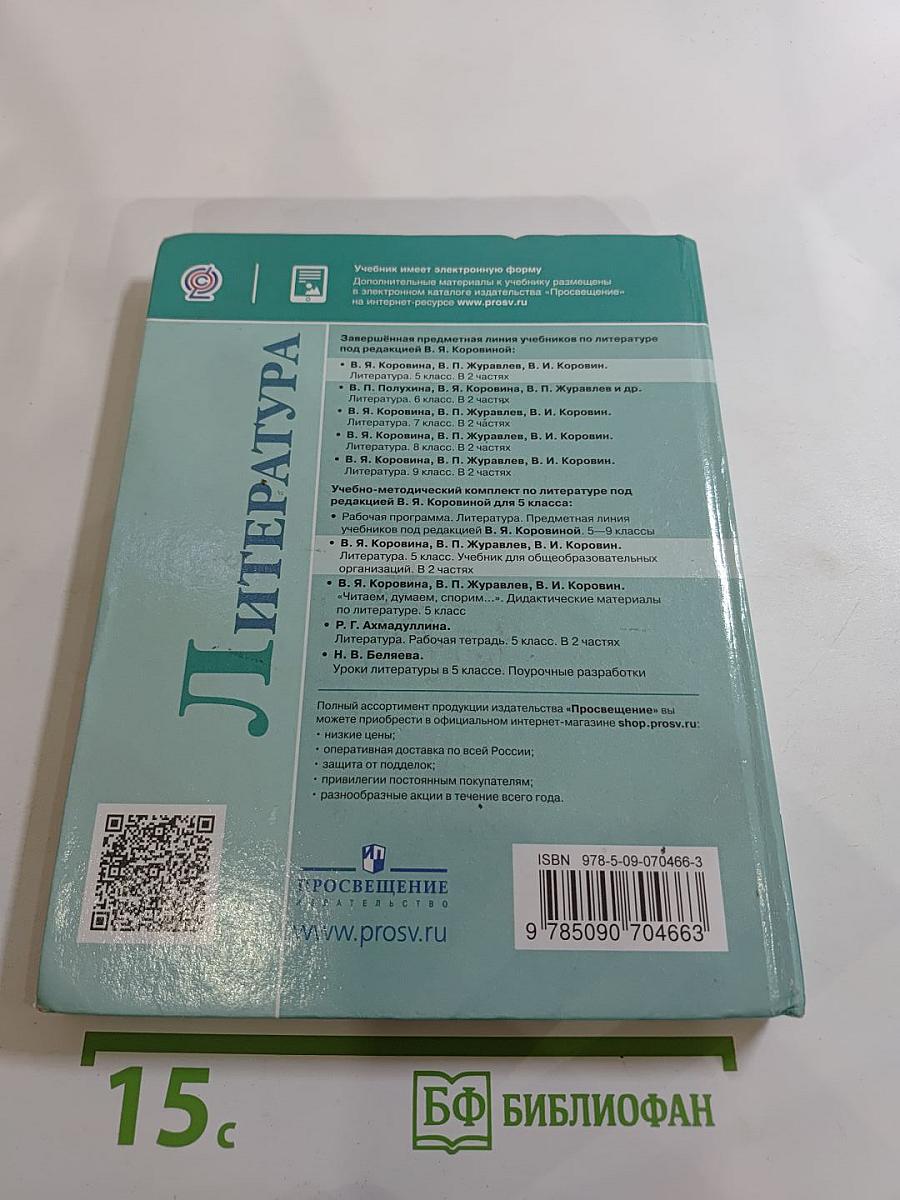 Учебник имеет электронную форму
Дополнительные материалы к учебнику размещены
в электронном каталоге издательства «Просвещение»
на интернет-ресурсе www.prosv.ru
ЛИТЕРАТУРА
Завершённая предметная линия учебников по литературе
под редакцией В. Я. Коровиной:
• В. Я. Коровина, В. П. Журавлев, В. И. Коровин.
Литература. 5 класс. В 2 частях
• В. П. Полухина, В. Я. Коровина, В. П. Журавлев и др.
Литература. 6 класс. В 2 частях
• В. Я. Коровина, В. П. Журавлев, В. И. Коровин.
Литература. 7 класс. В 2 частях
• В. Я. Коровина, В. П. Журавлев, В. И. Коровин.
Литература. 8 класс. В 2 частях
• В. Я. Коровина, В. П. Журавлев, В. И. Коровин.
Литература. 9 класс. В 2 частях
Учебно-методический комплект по литературе под
редакцией В. Я. Коровиной для 5 класса:
• Рабочая программа. Литература. Предметная линия
учебников под редакцией В. Я. Коровиной. 5—9 классы
• В. Я. Коровина, В. П. Журавлев, В. И. Коровин.
Литература. 5 класс. Учебник для общеобразовательных
организаций. В 2 частях
• В. Я. Коровина, В. П. Журавлев, В. И. Коровин.
«Читаем, думаем, спорим...». Дидактические материалы
по литературе. 5 класс
• Р. Г. Ахмадуллина.
Литература. Рабочая тетрадь. 5 класс. В 2 частях
• Н. В. Беляева.
Уроки литературы в 5 классе. Поурочные разработки
Полный ассортимент продукции издательства «Просвещение» вы
можете приобрести в официальном интернет-магазине shop.prosv.ru:
• низкие цены;
• оперативная доставка по всей России;
• защита от подделок;
• привилегии постоянным покупателям;
• разнообразные акции в течение всего года.
ПРОСВЕЩЕНИЕ
ИЗДАТЕЛЬСТВО
www.prosv.ru
ISBN 978-5-09-070466-3
9 785090 704663
15 с
БФ БИБЛИОФАН